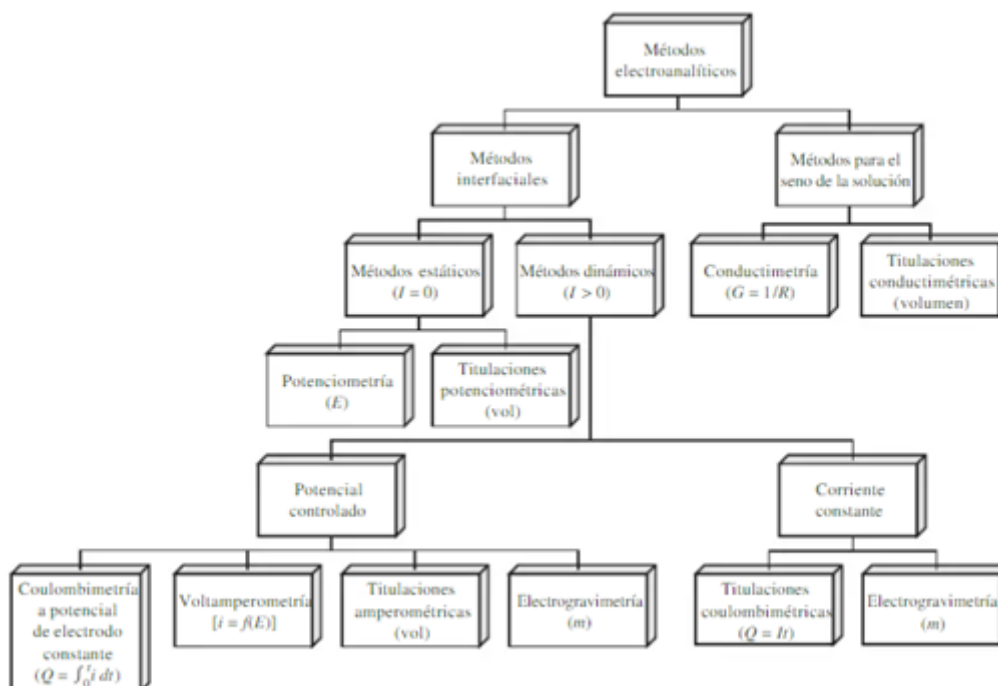 Métodos
electroanalíticos
Métodos
interfaciales
Métodos para el
seno de la solución
Métodos estáticos
(I = 0)
Métodos dinámicos
(I > 0)
Conductimetría
(G = 1/R)
Titulaciones
conductimétricas
(volumen)
Potenciometría
(E)
Titulaciones
potenciométricas
(vol)
Potencial
controlado
Corriente
constante
Coulombimetría
a potencial
de electrodo
constante
(Q = ∫₀ᵗ i dt)
Voltamperometría
[i = f(E)]
Titulaciones
amperométricas
(vol)
Electrogravimetría
(m)
Titulaciones
coulombimétricas
(Q = It)
Electrogravimetría
(m)